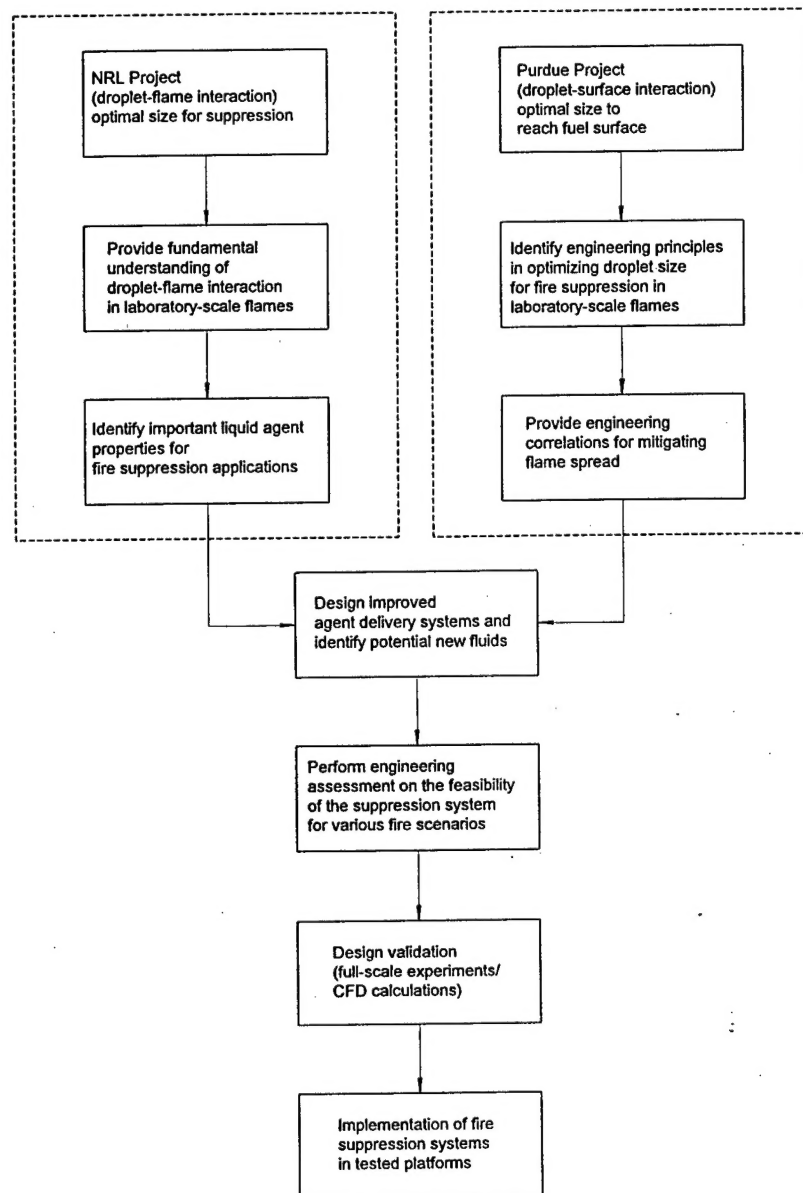 NRL Project
(droplet-flame interaction)
optimal size for suppression
Provide fundamental
understanding of
droplet-flame interaction
in laboratory-scale flames
Identify important liquid agent
properties for
fire suppression applications
Purdue Project
(droplet-surface interaction)
optimal size to
reach fuel surface
Identify engineering principles
in optimizing droplet size
for fire suppression in
laboratory-scale flames
Provide engineering
correlations for mitigating
flame spread
Design improved
agent delivery systems and
identify potential new fluids
Perform engineering
assessment on the feasibility
of the suppression system
for various fire scenarios
Design validation
(full-scale experiments/
CFD calculations)
Implementation of fire
suppression systems
in tested platforms